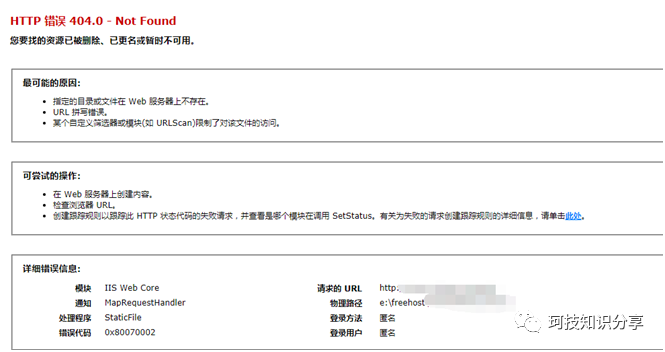 HTTP 错误 404.0 - Not Found
您要找的资源已被删除、已更名或暂时不可用。
最可能的原因:
• 指定的目录或文件在 Web 服务器上不存在。
• URL 拼写错误。
• 某个自定义筛选器或模块(如 URLScan)限制了对该文件的访问。
可尝试的操作:
• 在 Web 服务器上创建内容。
• 检查浏览器 URL。
• 创建跟踪规则以跟踪此 HTTP 状态代码的失败请求，并查看是哪个模块在调用 SetStatus。有关为失败的请求创建跟踪规则的详细信息，请单击此处。
详细错误信息:
模块 IIS Web Core 请求的 URL http:
通知 MapRequestHandler 物理路径 e:\freehost
处理程序 StaticFile 登录方法 匿名
错误代码 0x80070002 登录用户 匿名
珂技知识分享